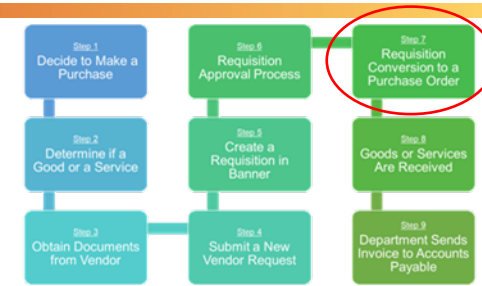 Step 1
Decide to Make a
Purchase
Step 2
Determine if a
Good or a Service
Step 3
Obtain Documents
from Vendor
Step 4
Submit a New
Vendor Request
Step 5
Create a
Requisition in
Banner
Step 6
Requisition
Approval Process
Step 7
Requisition
Conversion to a
Purchase Order
Step 8
Goods or Services
Are Received
Step 9
Department Sends
Invoice to Accounts
Payable